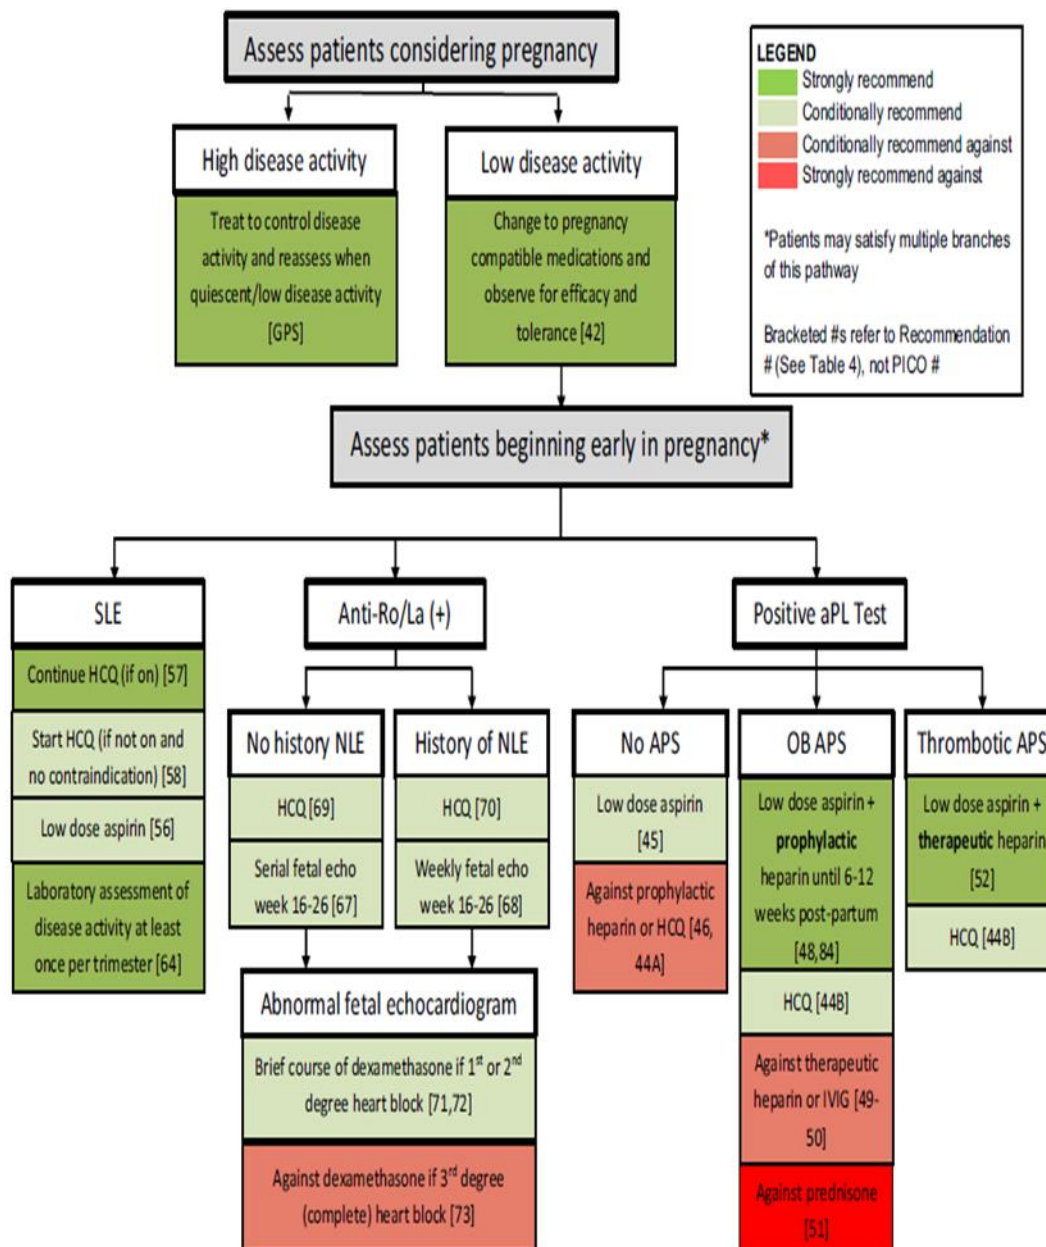 Assess patients considering pregnancy
LEGEND
Strongly recommend
Conditionally recommend
Conditionally recommend against
Strongly recommend against
*Patients may satisfy multiple branches
of this pathway
Bracketed #s refer to Recommendation
# (See Table 4), not PICO #
High disease activity
Treat to control disease
activity and reassess when
quiescent/low disease activity
[GPS]
Low disease activity
Change to pregnancy
compatible medications and
observe for efficacy and
tolerance [42]
Assess patients beginning early in pregnancy*
SLE
Continue HCQ (if on) [57]
Start HCQ (if not on and
no contraindication) [58]
Low dose aspirin [56]
Laboratory assessment of
disease activity at least
once per trimester [64]
Anti-Ro/La (+)
No history NLE
HCQ [69]
Serial fetal echo
week 16-26 [67]
History of NLE
HCQ [70]
Weekly fetal echo
week 16-26 [68]
Abnormal fetal echocardiogram
Brief course of dexamethasone if 1st or 2nd
degree heart block [71,72]
Against dexamethasone if 3rd degree
(complete) heart block [73]
Positive aPL Test
No APS
Low dose aspirin
[45]
Against prophylactic
heparin or HCQ [46,
44A]
OB APS
Low dose aspirin +
prophylactic
heparin until 6-12
weeks post-partum
[48,84]
HCQ [44B]
Against therapeutic
heparin or IVIG [49-
50]
Against prednisone
[51]
Thrombotic APS
Low dose aspirin +
therapeutic heparin
[52]
HCQ [44B]